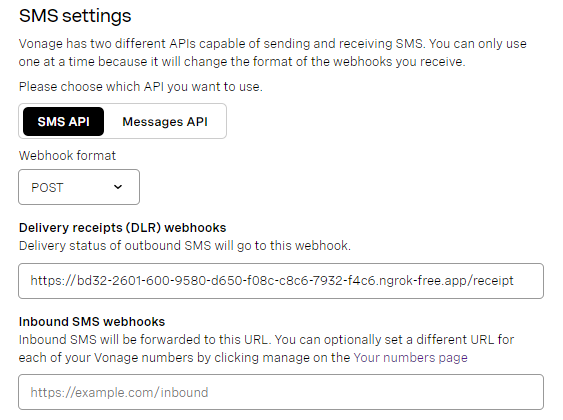 SMS settings
Vonage has two different APIs capable of sending and receiving SMS. You can only use
one at a time because it will change the format of the webhooks you receive.
Please choose which API you want to use.
SMS API Messages API
Webhook format
POST
Delivery receipts (DLR) webhooks
Delivery status of outbound SMS will go to this webhook.
https://bd32-2601-600-9580-d650-f08c-c8c6-7932-f4c6.ngrok-free.app/receipt
Inbound SMS webhooks
Inbound SMS will be forwarded to this URL. You can optionally set a different URL for
each of your Vonage numbers by clicking manage on the Your numbers page
https://example.com/inbound